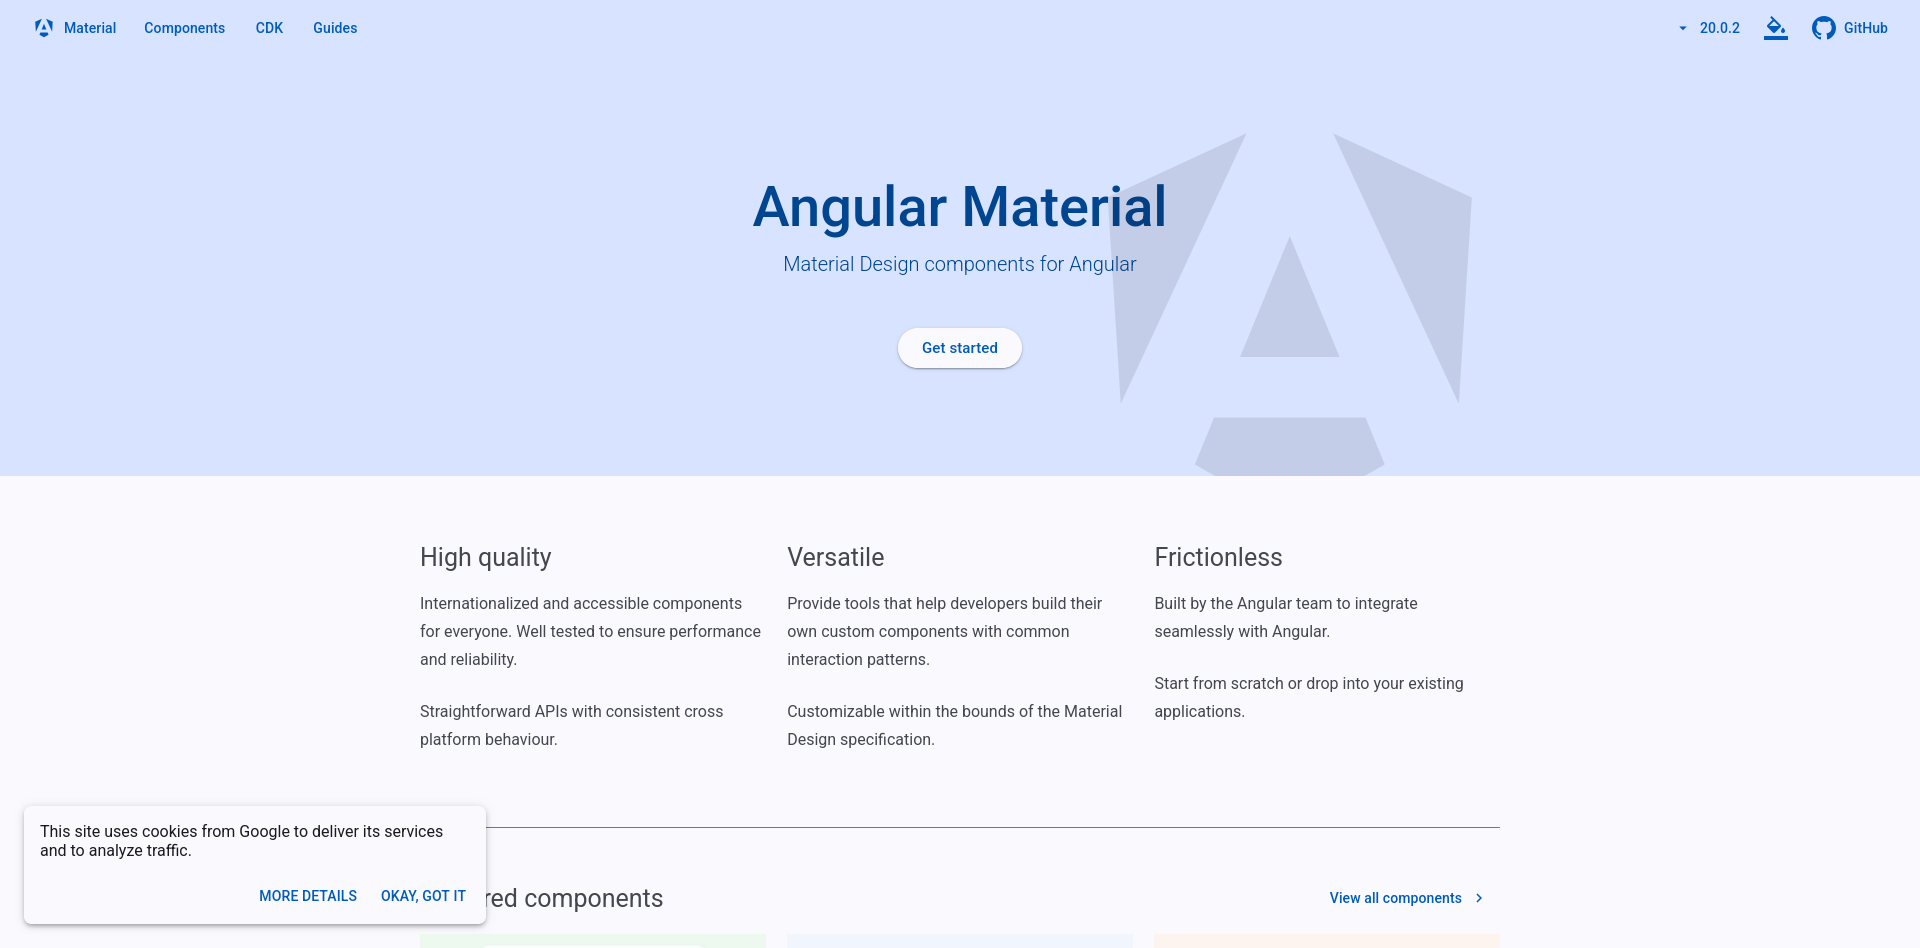 Material Components CDK Guides 20.0.2 GitHub
Angular Material
Material Design components for Angular
Get started
High quality
Internationalized and accessible components
for everyone. Well tested to ensure performance
and reliability.
Straightforward APIs with consistent cross
platform behaviour.
Versatile
Provide tools that help developers build their
own custom components with common
interaction patterns.
Customizable within the bounds of the Material
Design specification.
Frictionless
Built by the Angular team to integrate
seamlessly with Angular.
Start from scratch or drop into your existing
applications.
This site uses cookies from Google to deliver its services
and to analyze traffic.
MORE DETAILS OKAY, GOT IT
components
View all components